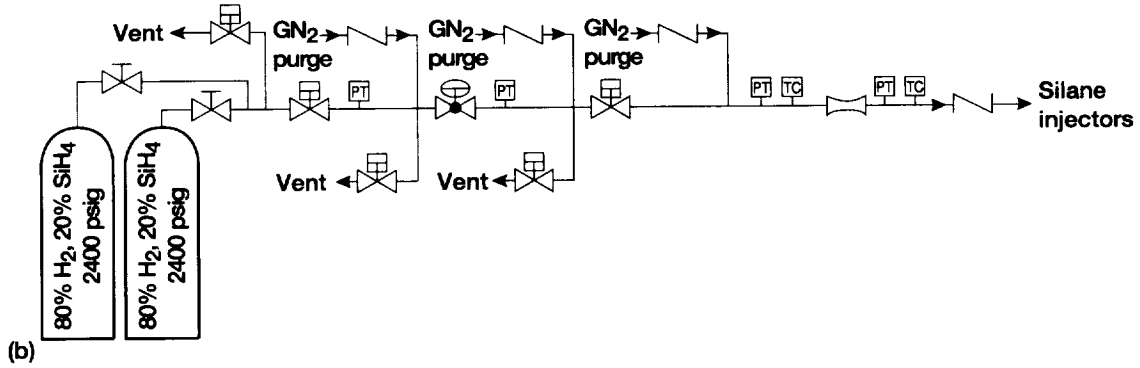 Vent
GN₂
purge
GN₂
purge
GN₂
purge
PT
PT
PT
TC
PT
TC
Silane
injectors
Vent
Vent
80% H₂, 20% SiH₄
2400 psig
80% H₂, 20% SiH₄
2400 psig
(b)